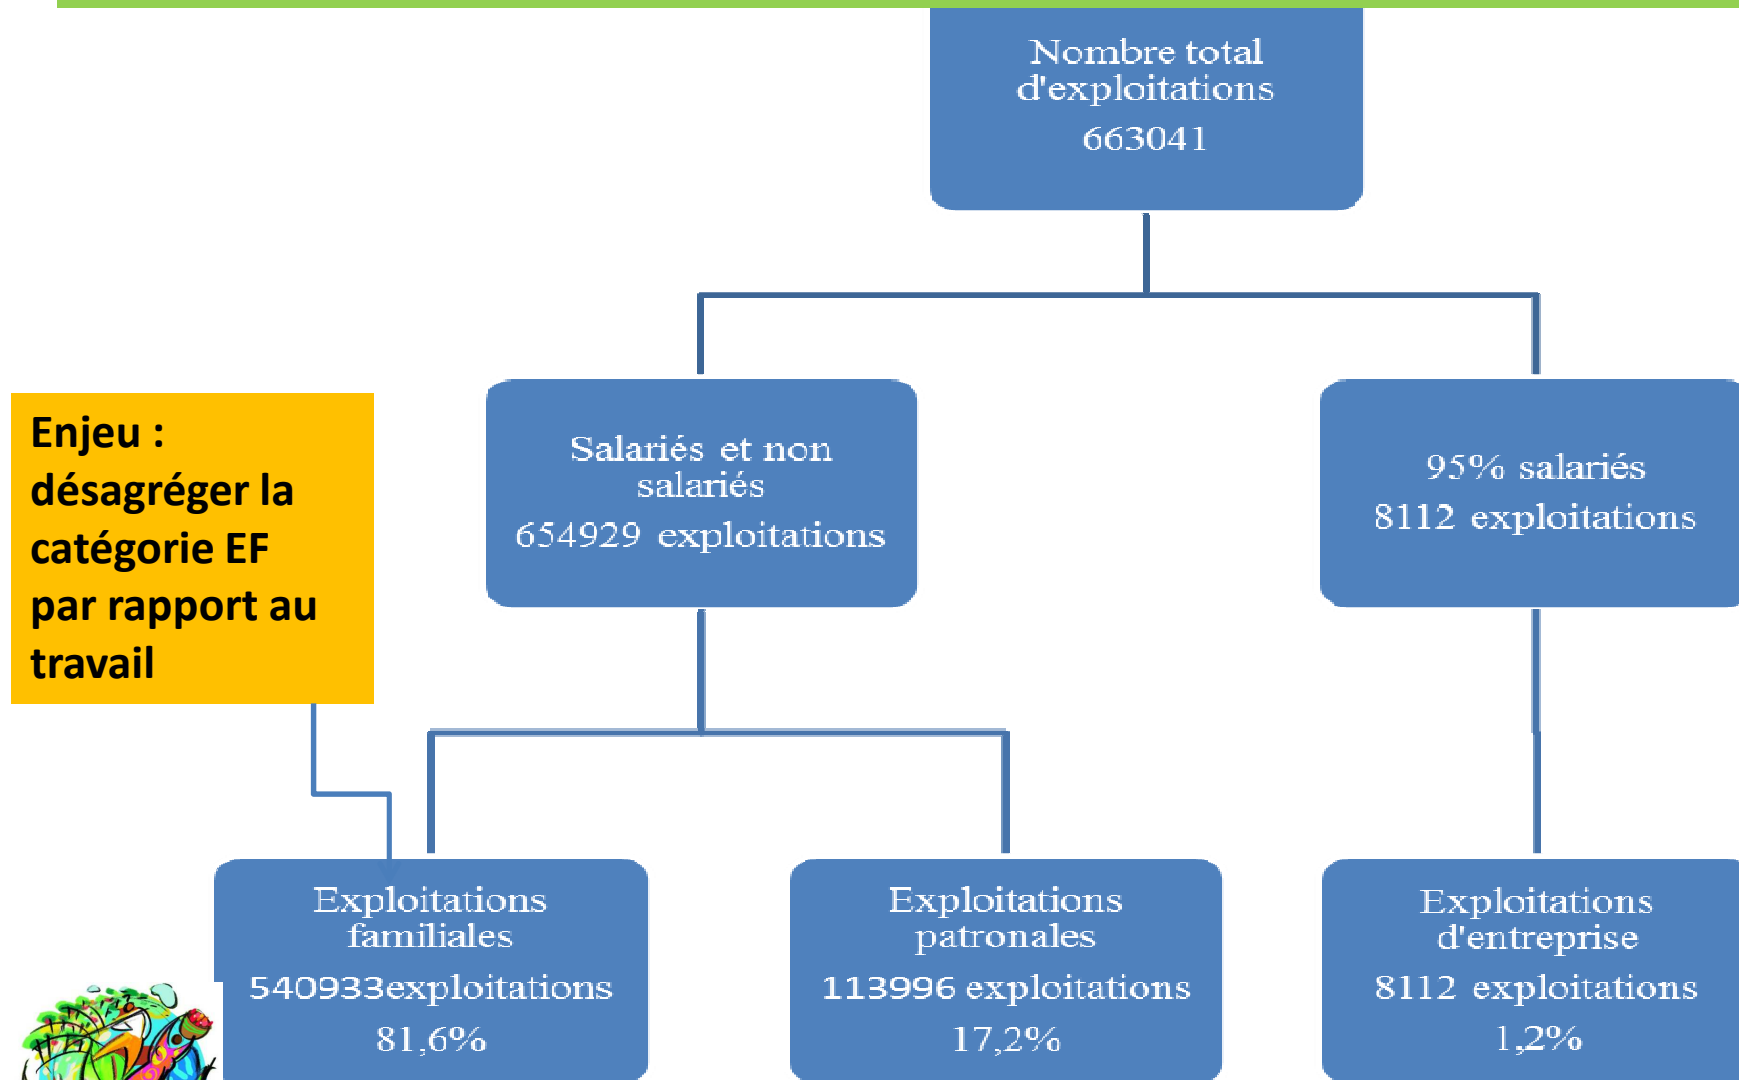 Nombre total
d'exploitations
663041
Enjeu :
désagréger la
catégorie EF
par rapport au
travail
Salariés et non
salariés
654929 exploitations
95% salariés
8112 exploitations
Exploitations
familiales
540933exploitations
81,6%
Exploitations
patronales
113996 exploitations
17,2%
Exploitations
d'entreprise
8112 exploitations
1,2%